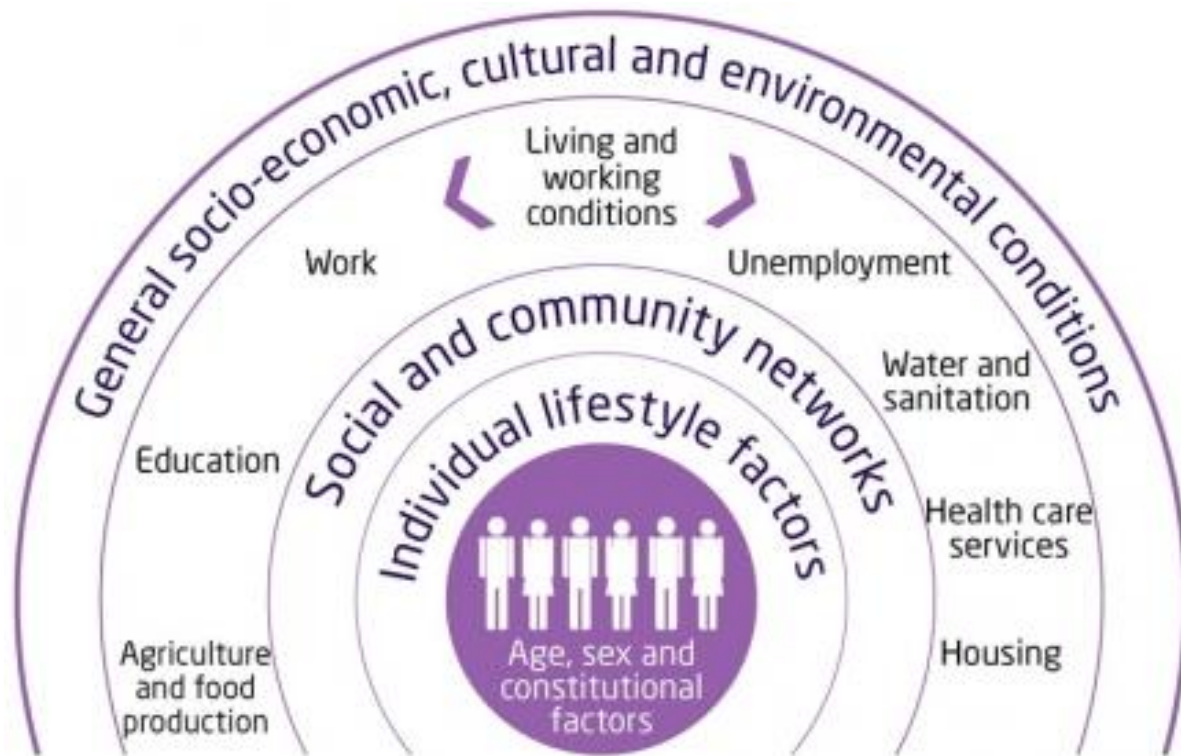 General socio-economic, cultural and environmental conditions
Living and
working
conditions
Work
Unemployment
Social and community networks
Water and
sanitation
Individual lifestyle factors
Education
Health care
services
Agriculture
and food
production
Housing
Age, sex and
constitutional
factors